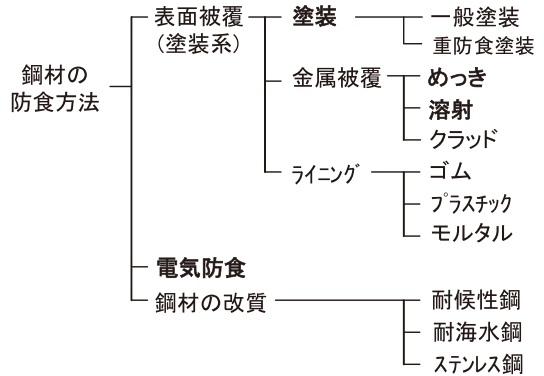 鋼材の
防食方法
表面被覆
(塗装系)
塗装
一般塗装
重防食塗装
金属被覆
めっき
溶射
クラッド
ライニング
ゴム
プラスチック
モルタル
電気防食
鋼材の改質
耐候性鋼
耐海水鋼
ステンレス鋼